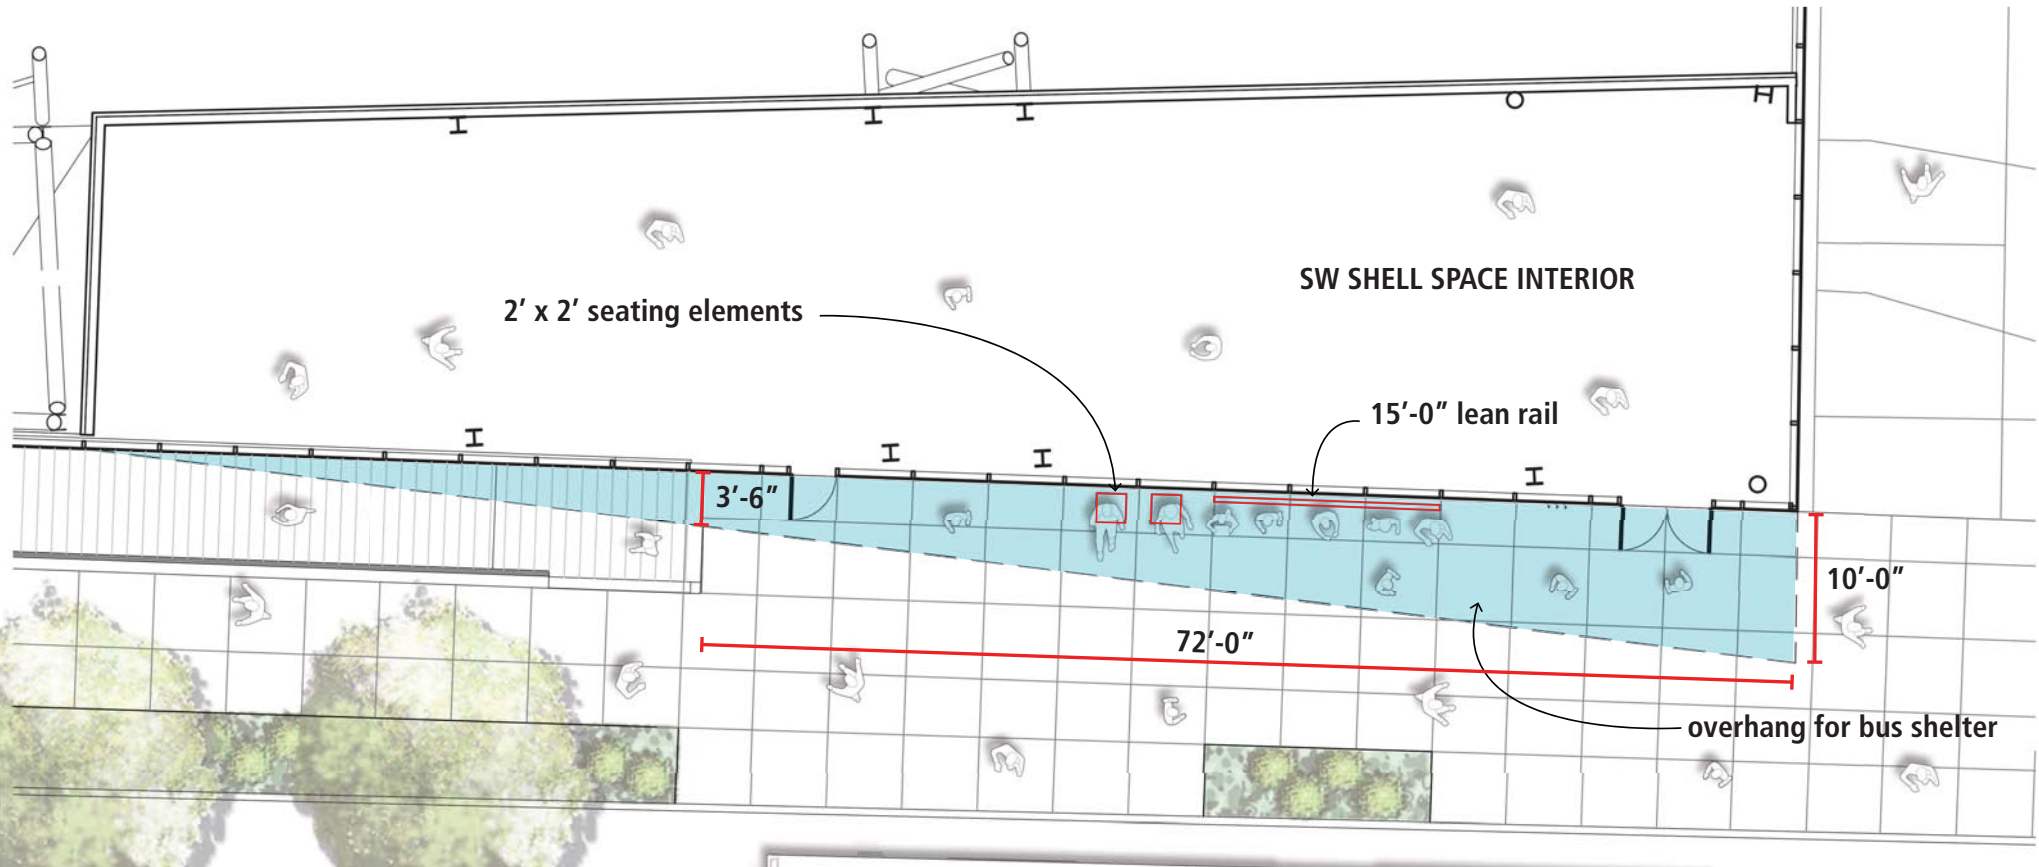 SW SHELL SPACE INTERIOR
2’ x 2’ seating elements
15’-0” lean rail
3’-6”
10’-0”
72’-0”
overhang for bus shelter